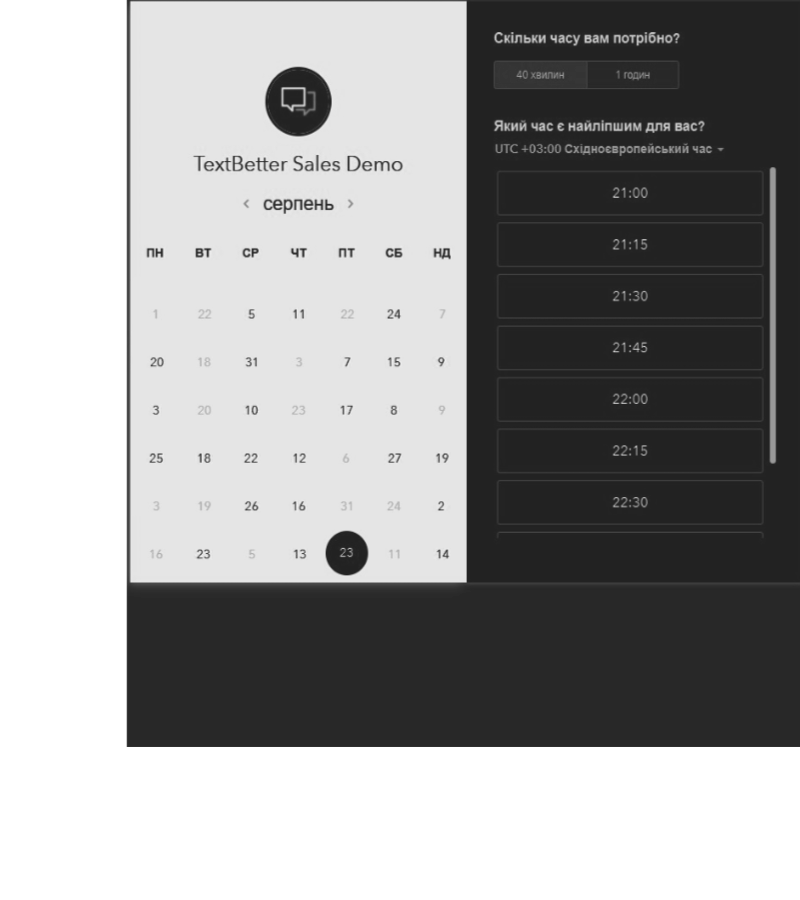 TextBetter Sales Demo
серпень
ПН ВТ СР ЧТ ПТ СБ НД
1 22 5 11 22 24 7
20 18 31 3 7 15 9
3 20 10 23 17 8 9
25 18 22 12 6 27 19
3 19 26 16 31 24 2
16 23 5 13 23 11 14
Скільки часу вам потрібно?
40 хвилин 1 годин
Який час є найліпшим для вас?
UTC +03:00 Східноєвропейський час
21:00
21:15
21:30
21:45
22:00
22:15
22:30